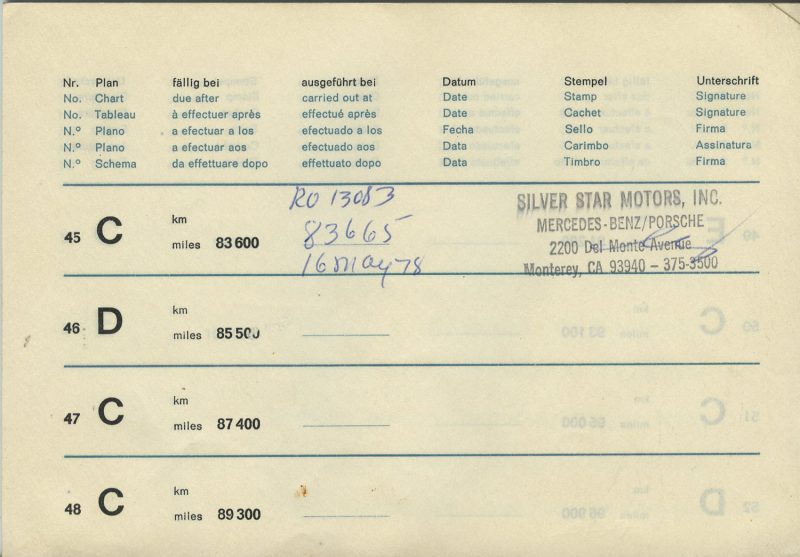 Nr. Plan fällig bei ausgeführt bei Datum Stempel Unterschrift
No. Chart due after carried out at Date Stamp Signature
No. Tableau à effectuer après effectué après Date Cachet Signature
N.º Plano a efectuar a los efectuado a los Fecha Sello Firma
N.º Plano a efectuar aos efectuado aos Data Carimbo Assinatura
N.º Schema da effettuare dopo effettuato dopo Data Timbro Firma
RO 13083
SILVER STAR MOTORS, INC.
km
MERCEDES-BENZ/PORSCHE
45 C miles 83 600 83665
2200 Del Monte Avenue
16 May 78
Monterey, CA 93940 – 375-3500
km
46 D miles 85 500
km
47 C miles 87 400
km
48 C miles 89 300